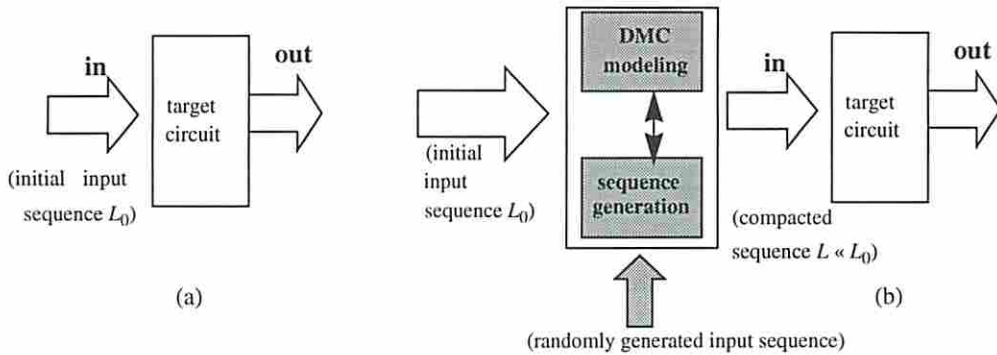 in
out
target
circuit
(initial input
sequence L₀)
(a)
(initial
input
sequence L₀)
DMC
modeling
sequence
generation
in
out
target
circuit
(compacted
sequence L « L₀)
(b)
(randomly generated input sequence)